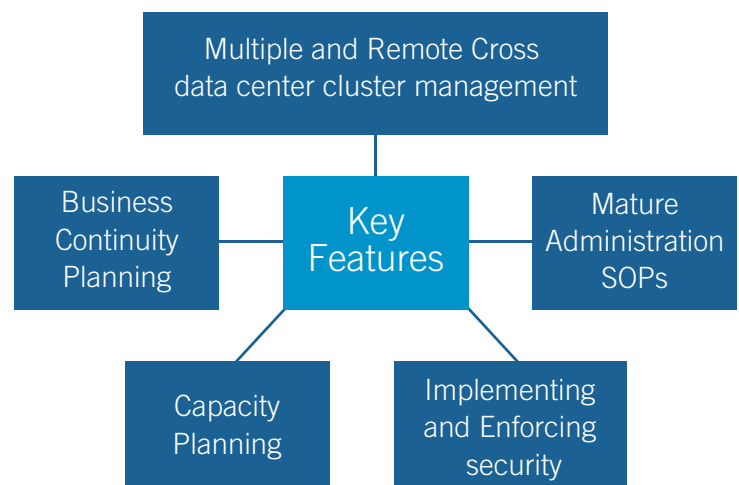 Multiple and Remote Cross
data center cluster management
Business
Continuity
Planning
Key
Features
Mature
Administration
SOPs
Capacity
Planning
Implementing
and Enforcing
security